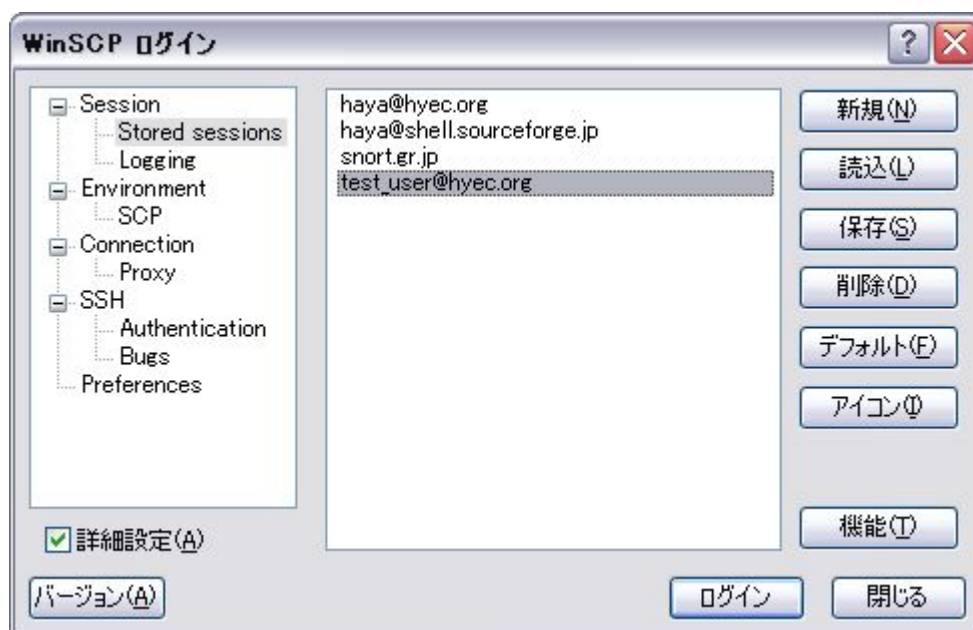 WinSCP ログイン
Session
Stored sessions
Logging
Environment
SCP
Connection
Proxy
SSH
Authentication
Bugs
Preferences
詳細設定(A)
バージョン(A)
haya@hyec.org
haya@shell.sourceforge.jp
snort.gr.jp
test_user@hyec.org
新規(N)
読込(L)
保存(S)
削除(D)
デフォルト(F)
アイコン(I)
機能(T)
ログイン
閉じる